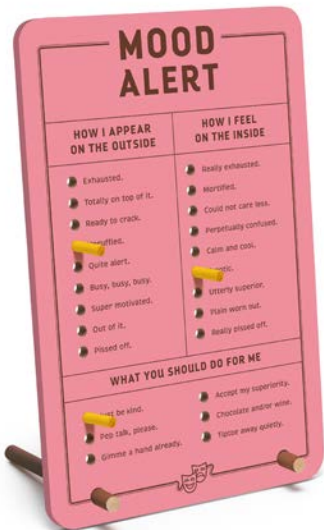 MOOD
ALERT
HOW I APPEAR
ON THE OUTSIDE
Exhausted.
Totally on top of it.
Ready to crack.
Quite alert.
Busy, busy, busy.
Super motivated.
Out of it.
Pissed off.
HOW I FEEL
ON THE INSIDE
Really exhausted.
Mortified.
Could not care less.
Perpetually confused.
Calm and cool.
Utterly superior.
Plain worn out.
Really pissed off.
WHAT YOU SHOULD DO FOR ME
be kind.
Pep talk, please.
Gimme a hand already.
Accept my superiority.
Chocolate and/or wine.
Tiptoe away quietly.